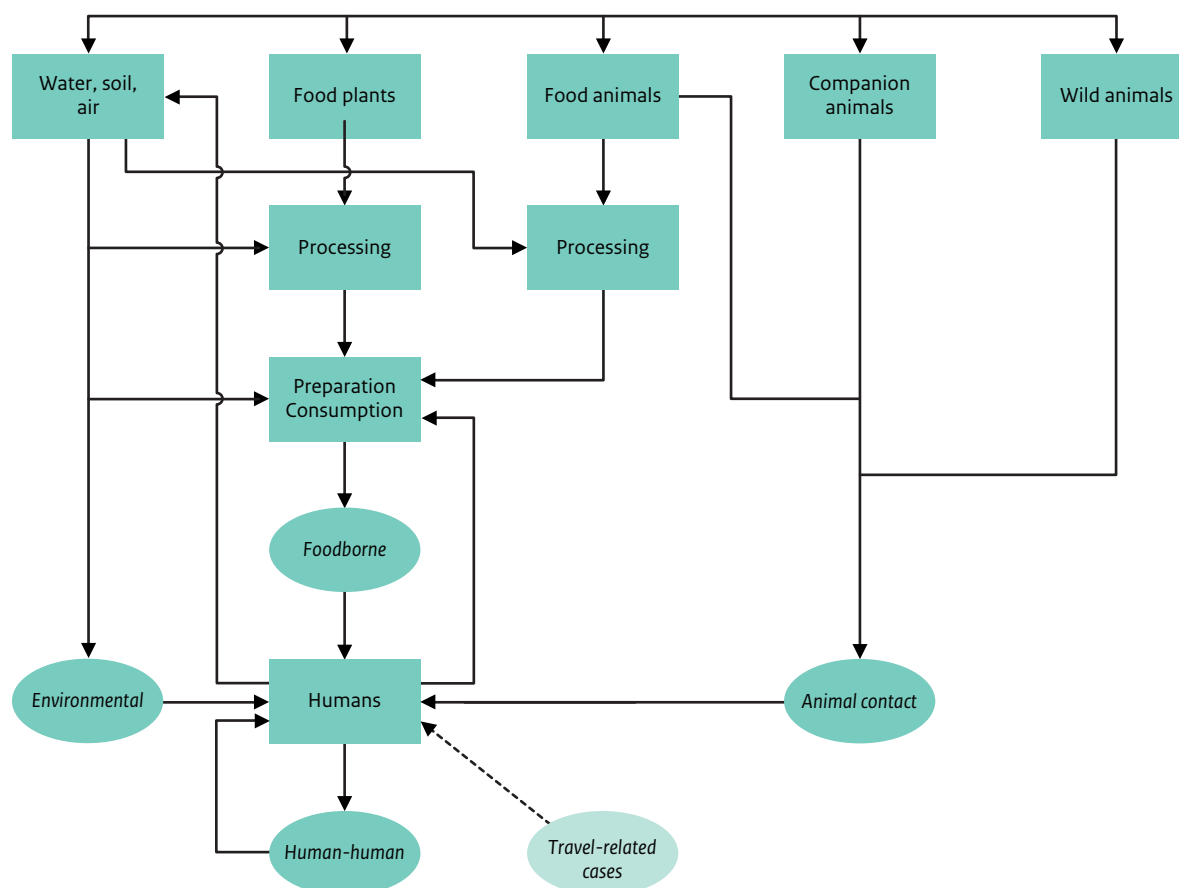 Water, soil,
air
Food plants
Food animals
Companion
animals
Wild animals
Processing
Processing
Preparation
Consumption
Foodborne
Environmental
Humans
Animal contact
Human-human
Travel-related
cases